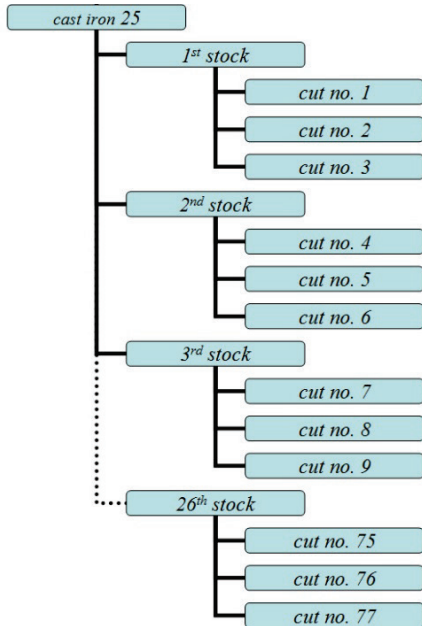 cast iron 25
1st stock
cut no. 1
cut no. 2
cut no. 3
2nd stock
cut no. 4
cut no. 5
cut no. 6
3rd stock
cut no. 7
cut no. 8
cut no. 9
26th stock
cut no. 75
cut no. 76
cut no. 77